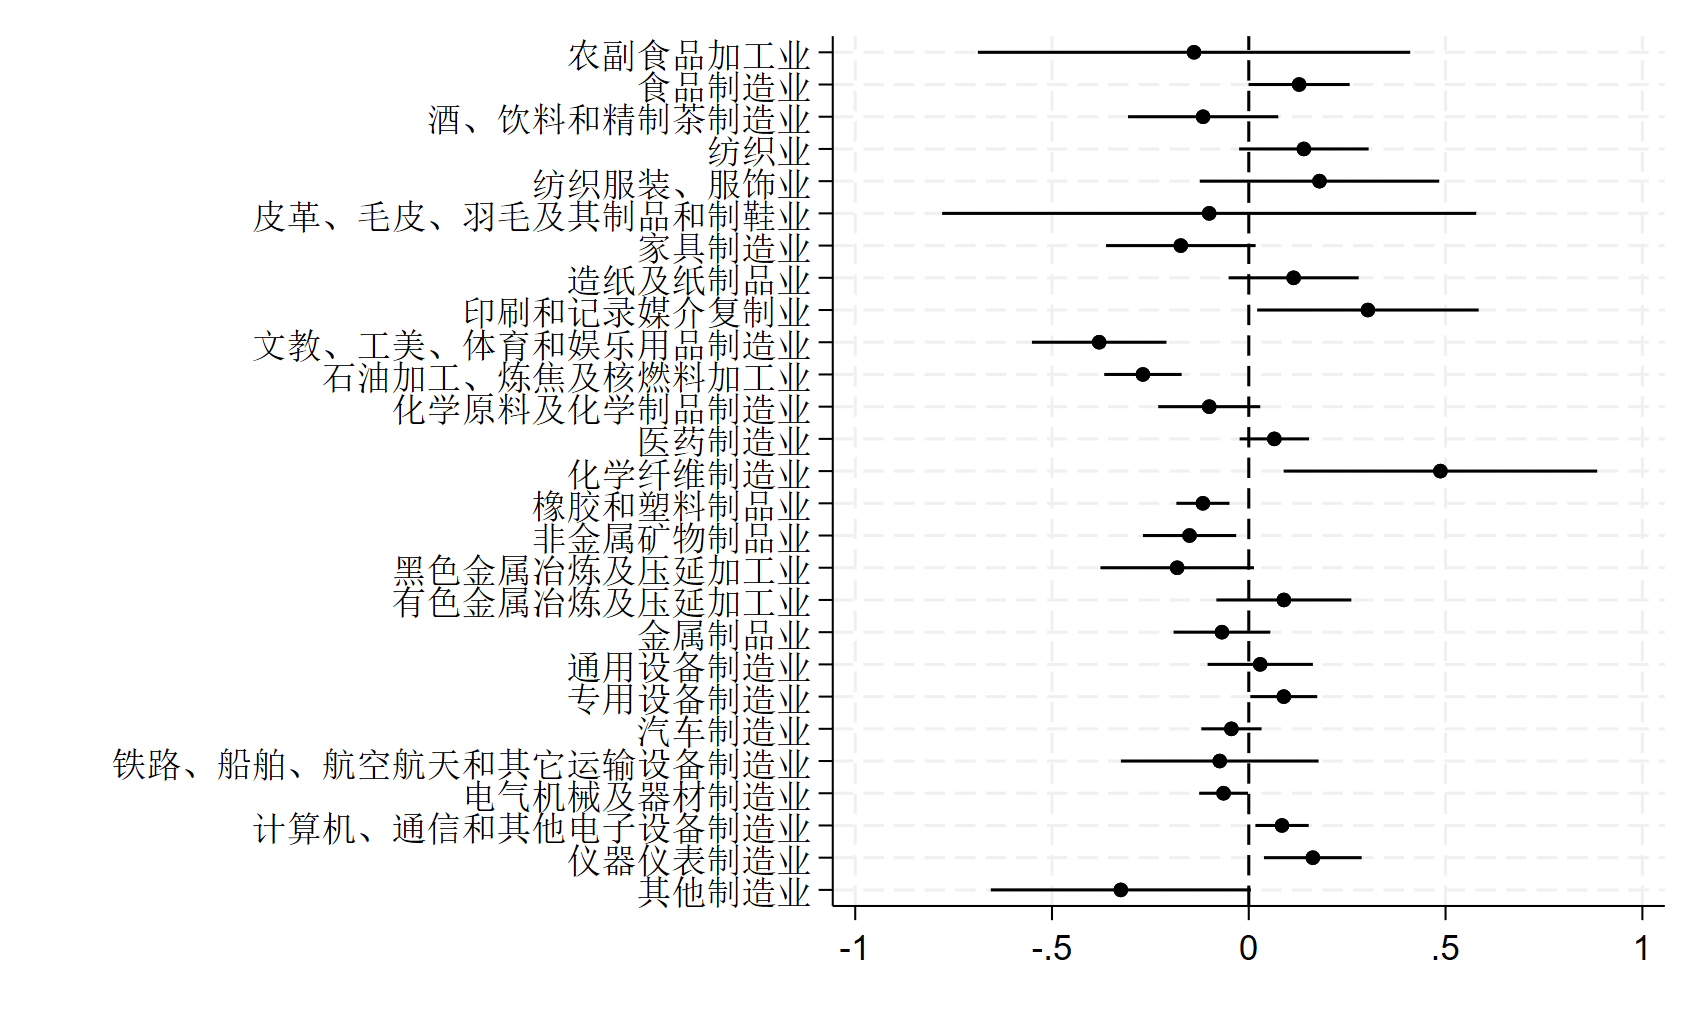 农副食品加工业
食品制造业
酒、饮料和精制茶制造业
纺织业
纺织服装、服饰业
皮革、毛皮、羽毛及其制品和制鞋业
家具制造业
造纸及纸制品业
印刷和记录媒介复制业
文教、工美、体育和娱乐用品制造业
石油加工、炼焦及核燃料加工业
化学原料及化学制品制造业
医药制造业
化学纤维制造业
橡胶和塑料制品业
非金属矿物制品业
黑色金属冶炼及压延加工业
有色金属冶炼及压延加工业
金属制品业
通用设备制造业
专用设备制造业
汽车制造业
铁路、船舶、航空航天和其它运输设备制造业
电气机械及器材制造业
计算机、通信和其他电子设备制造业
仪器仪表制造业
其他制造业
-1 -.5 0 .5 1